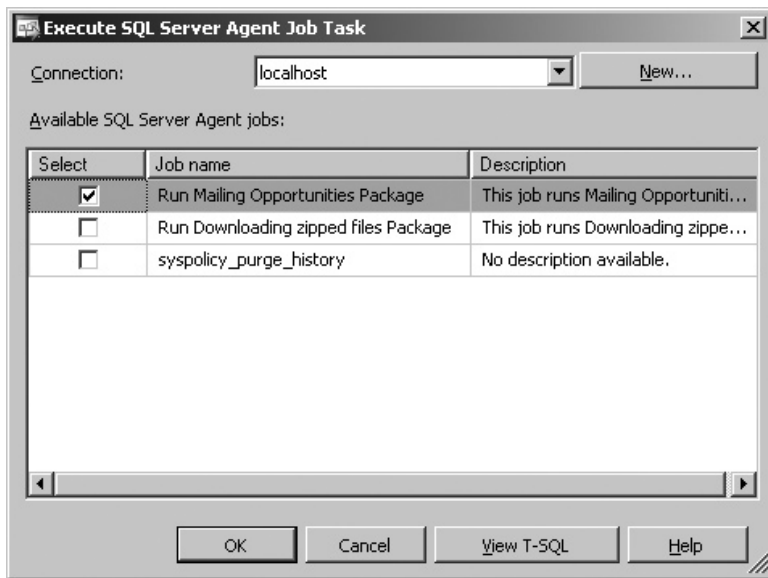 Execute SQL Server Agent Job Task
Connection: localhost New...
Available SQL Server Agent jobs:
Select Job name Description
Run Mailing Opportunities Package This job runs Mailing Opportuniti...
Run Downloading zipped files Package This job runs Downloading zippe...
syspolicy_purge_history No description available.
OK Cancel View T-SQL Help